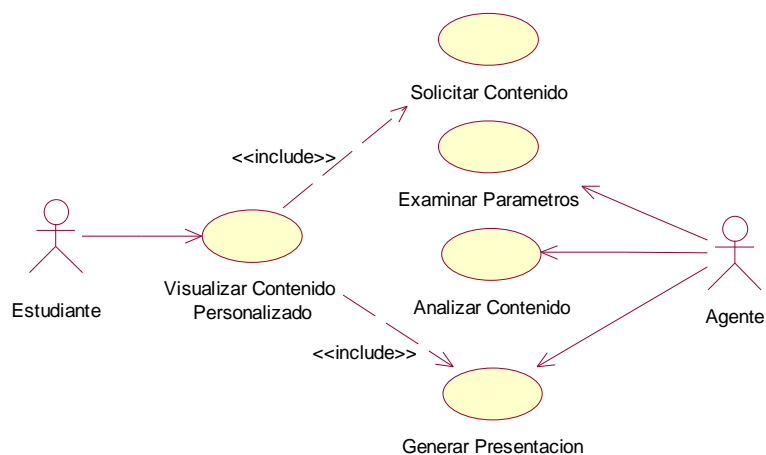 Solicitar Contenido
<<include>>
Examinar Parametros
Estudiante
Visualizar Contenido
Personalizado
Analizar Contenido
Agente
<<include>>
Generar Presentacion